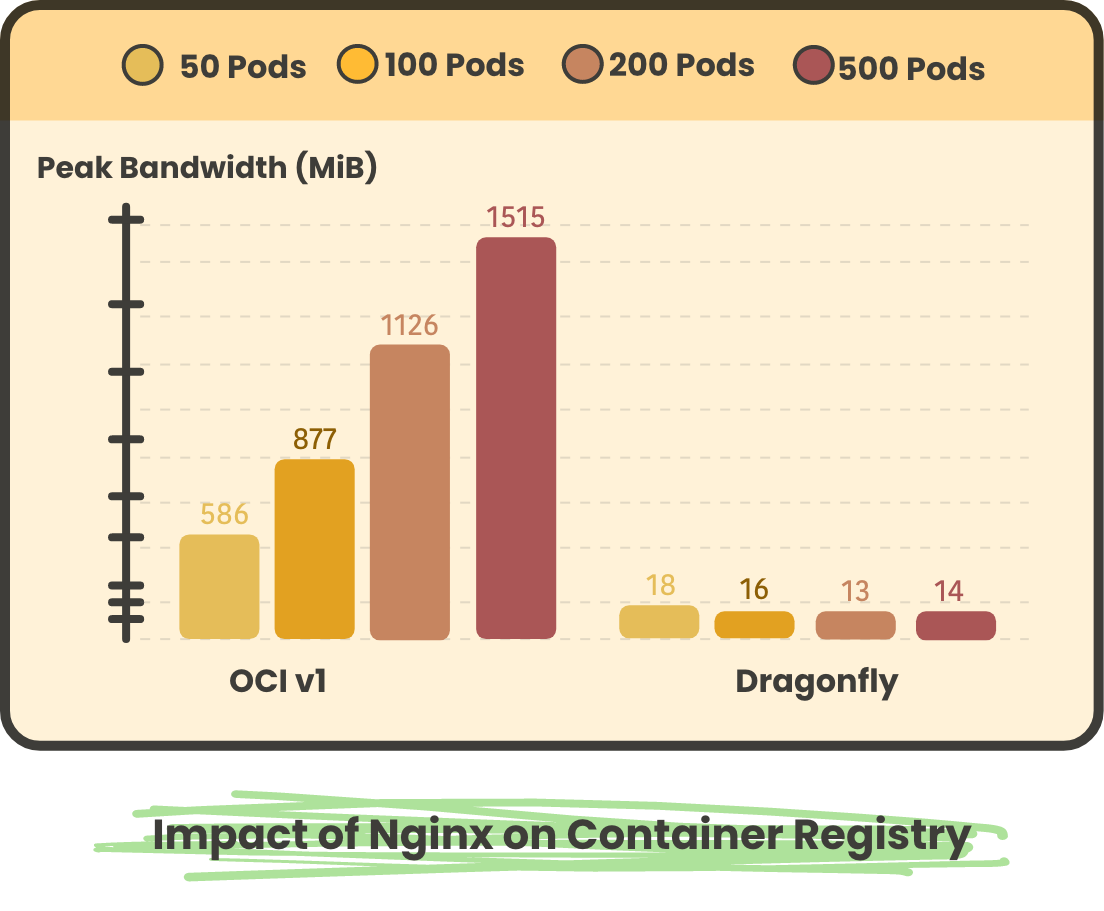 50 Pods 100 Pods 200 Pods 500 Pods
Peak Bandwidth (MiB)
1515
1126
877
586
18 16 13 14
OCI v1 Dragonfly
Impact of Nginx on Container Registry